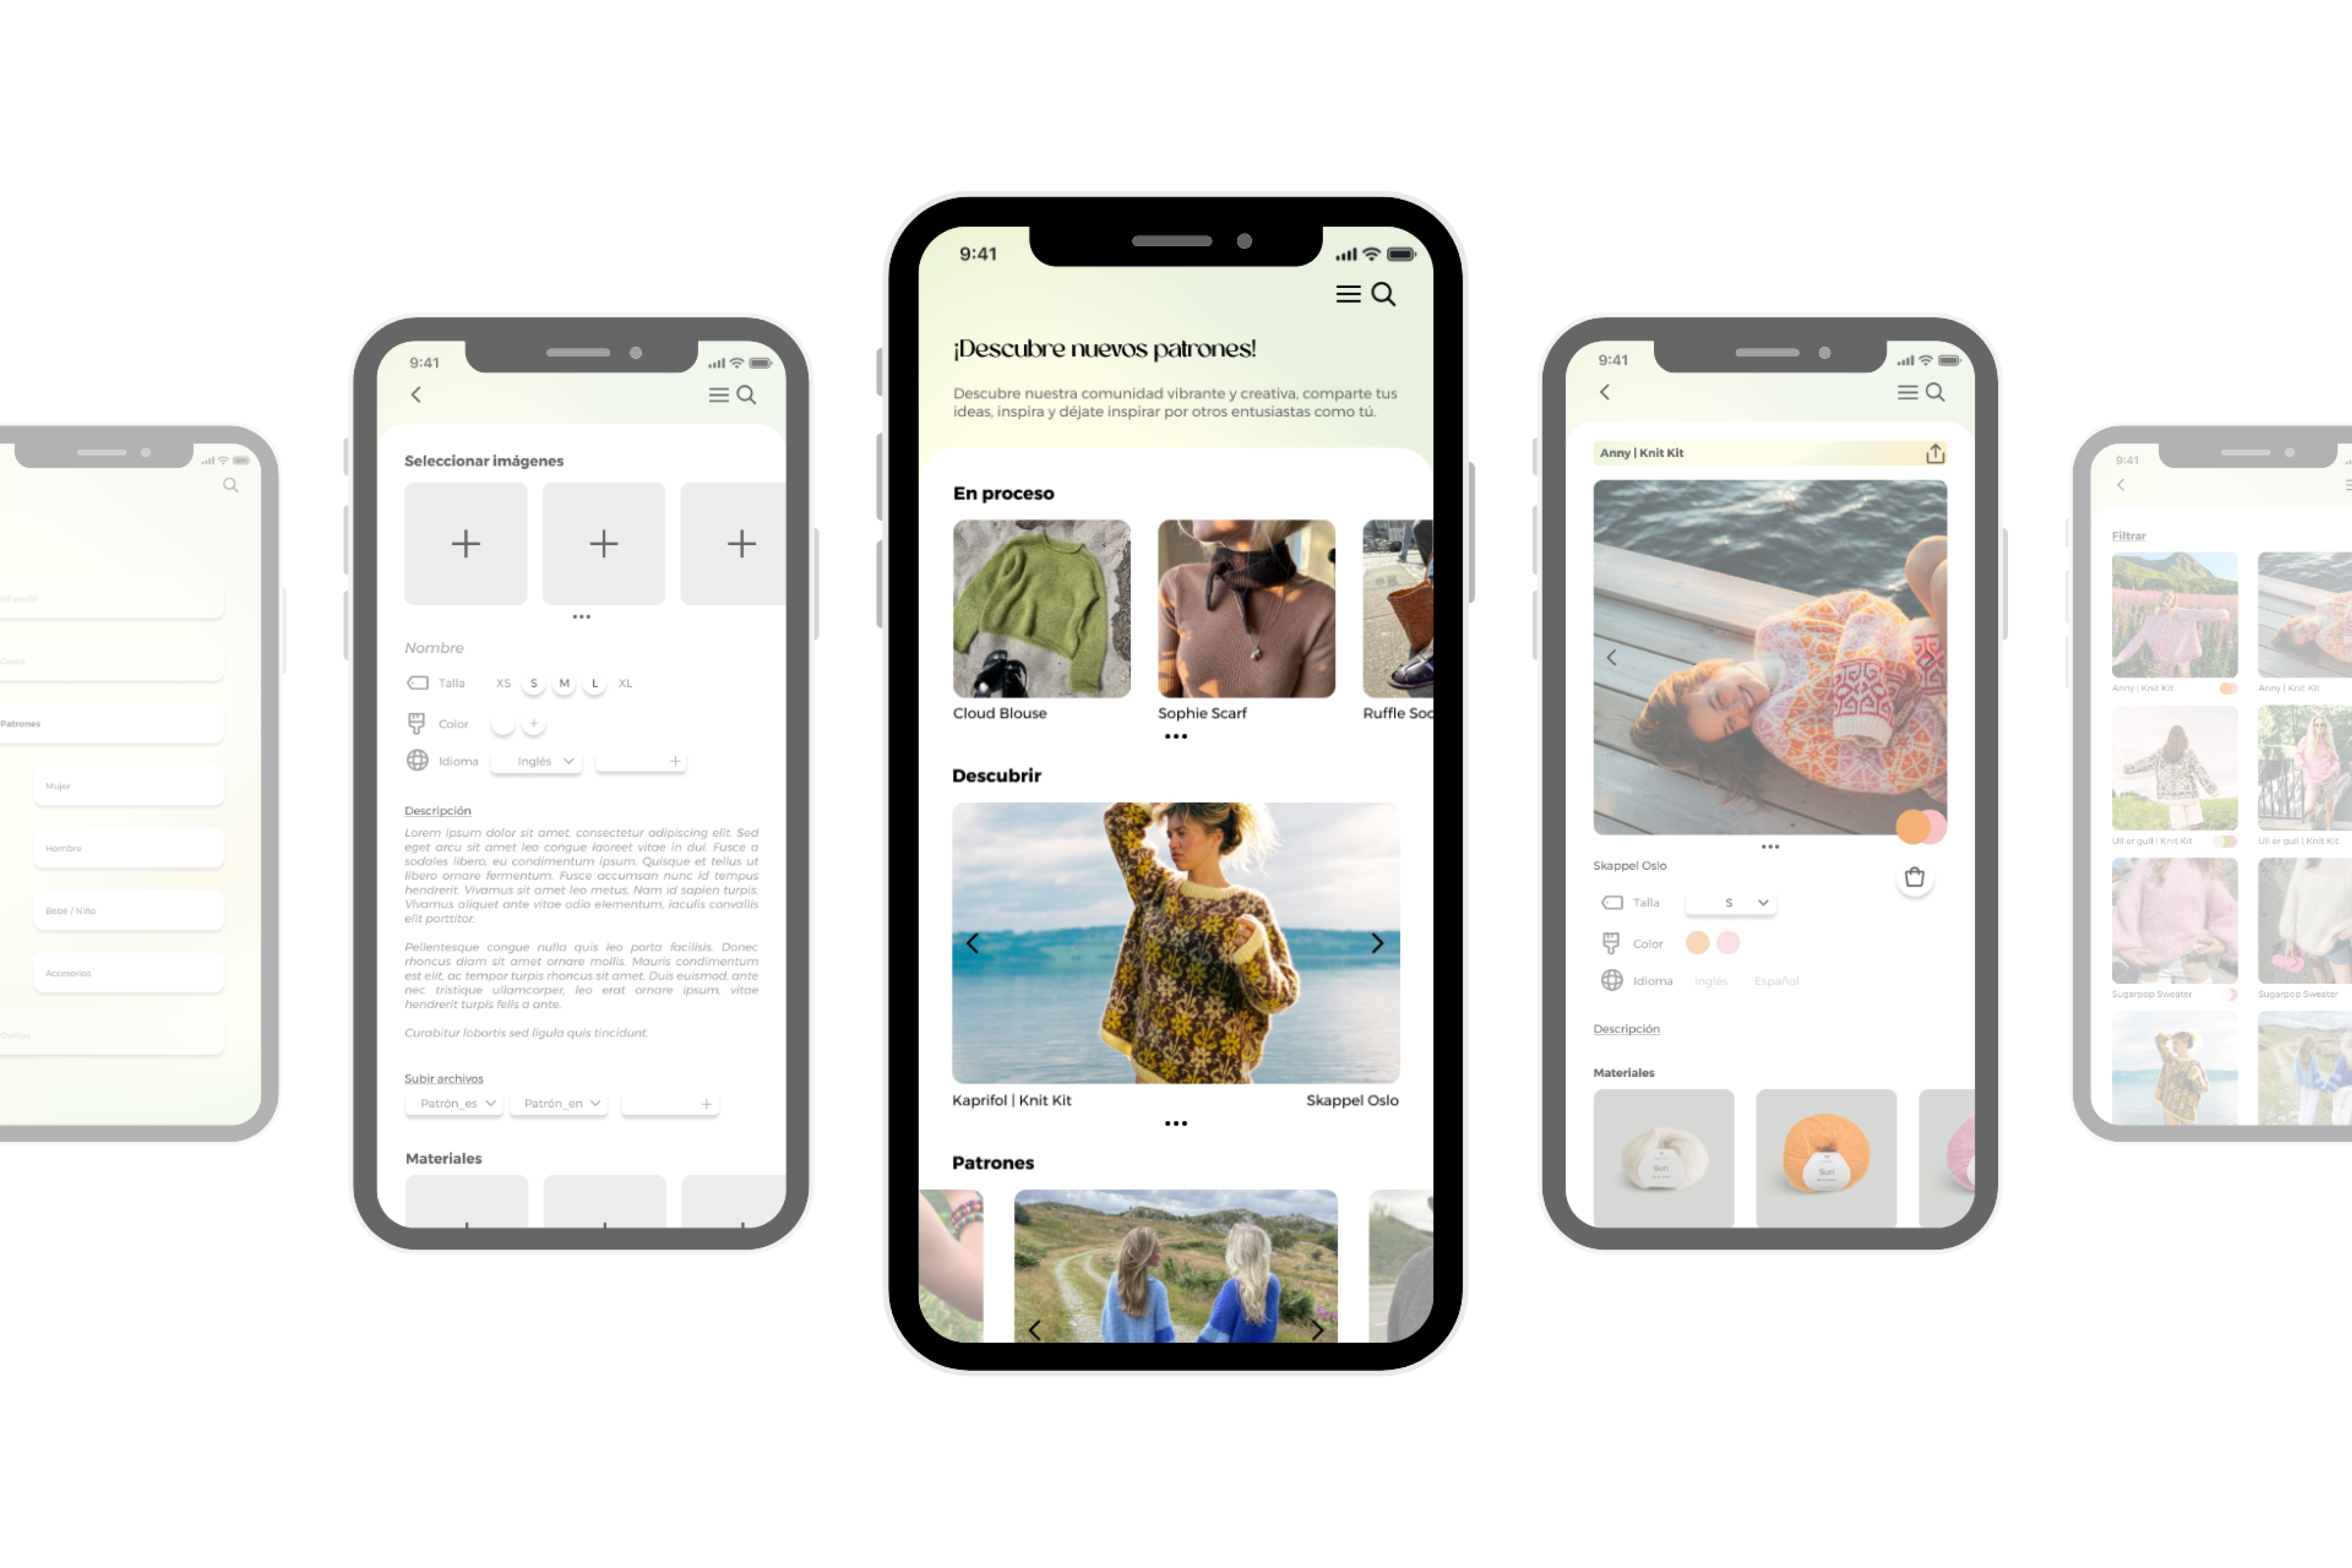 Mi perfil
Cesta
Patrones
Mujer
Hombre
Bebé / Niño
Accesorios
Ovillos
9:41
Seleccionar imágenes
Nombre
Talla XS S M L XL
Color
Idioma Inglés
Descripción
Lorem ipsum dolor sit amet, consectetur adipiscing elit. Sed
eget arcu sit amet leo congue laoreet vitae in dui. Fusce a
sodales libero, eu condimentum ipsum. Quisque et tellus ut
libero ornare fermentum. Fusce accumsan nunc id tempus
hendrerit. Vivamus sit amet leo metus. Nam id sapien turpis.
Vivamus aliquet ante vitae odio elementum, iaculis convallis
elit porttitor.
Pellentesque congue nulla quis leo porta facilisis. Donec
rhoncus diam sit amet ornare mollis. Mauris condimentum
est elit, ac tempor turpis rhoncus sit amet. Duis euismod, ante
nec tristique ullamcorper, leo erat ornare ipsum, vitae
hendrerit turpis felis a ante.
Curabitur lobortis sed ligula quis tincidunt.
Subir archivos
Patrón_es Patrón_en
Materiales
9:41
¡Descubre nuevos patrones!
Descubre nuestra comunidad vibrante y creativa, comparte tus
ideas, inspira y déjate inspirar por otros entusiastas como tú.
En proceso
Cloud Blouse Sophie Scarf Ruffle Soc
Descubrir
Kaprifol | Knit Kit Skappel Oslo
Patrones
9:41
Anny | Knit Kit
Skappel Oslo
Talla S
Color
Idioma Inglés Español
Descripción
Materiales
Suri Suri
9:41
Filtrar
Anny | Knit Kit Anny | Knit Kit
Ull er gull | Knit Kit Ull er gull | Knit Kit
Sugarpop Sweater Sugarpop Sweater